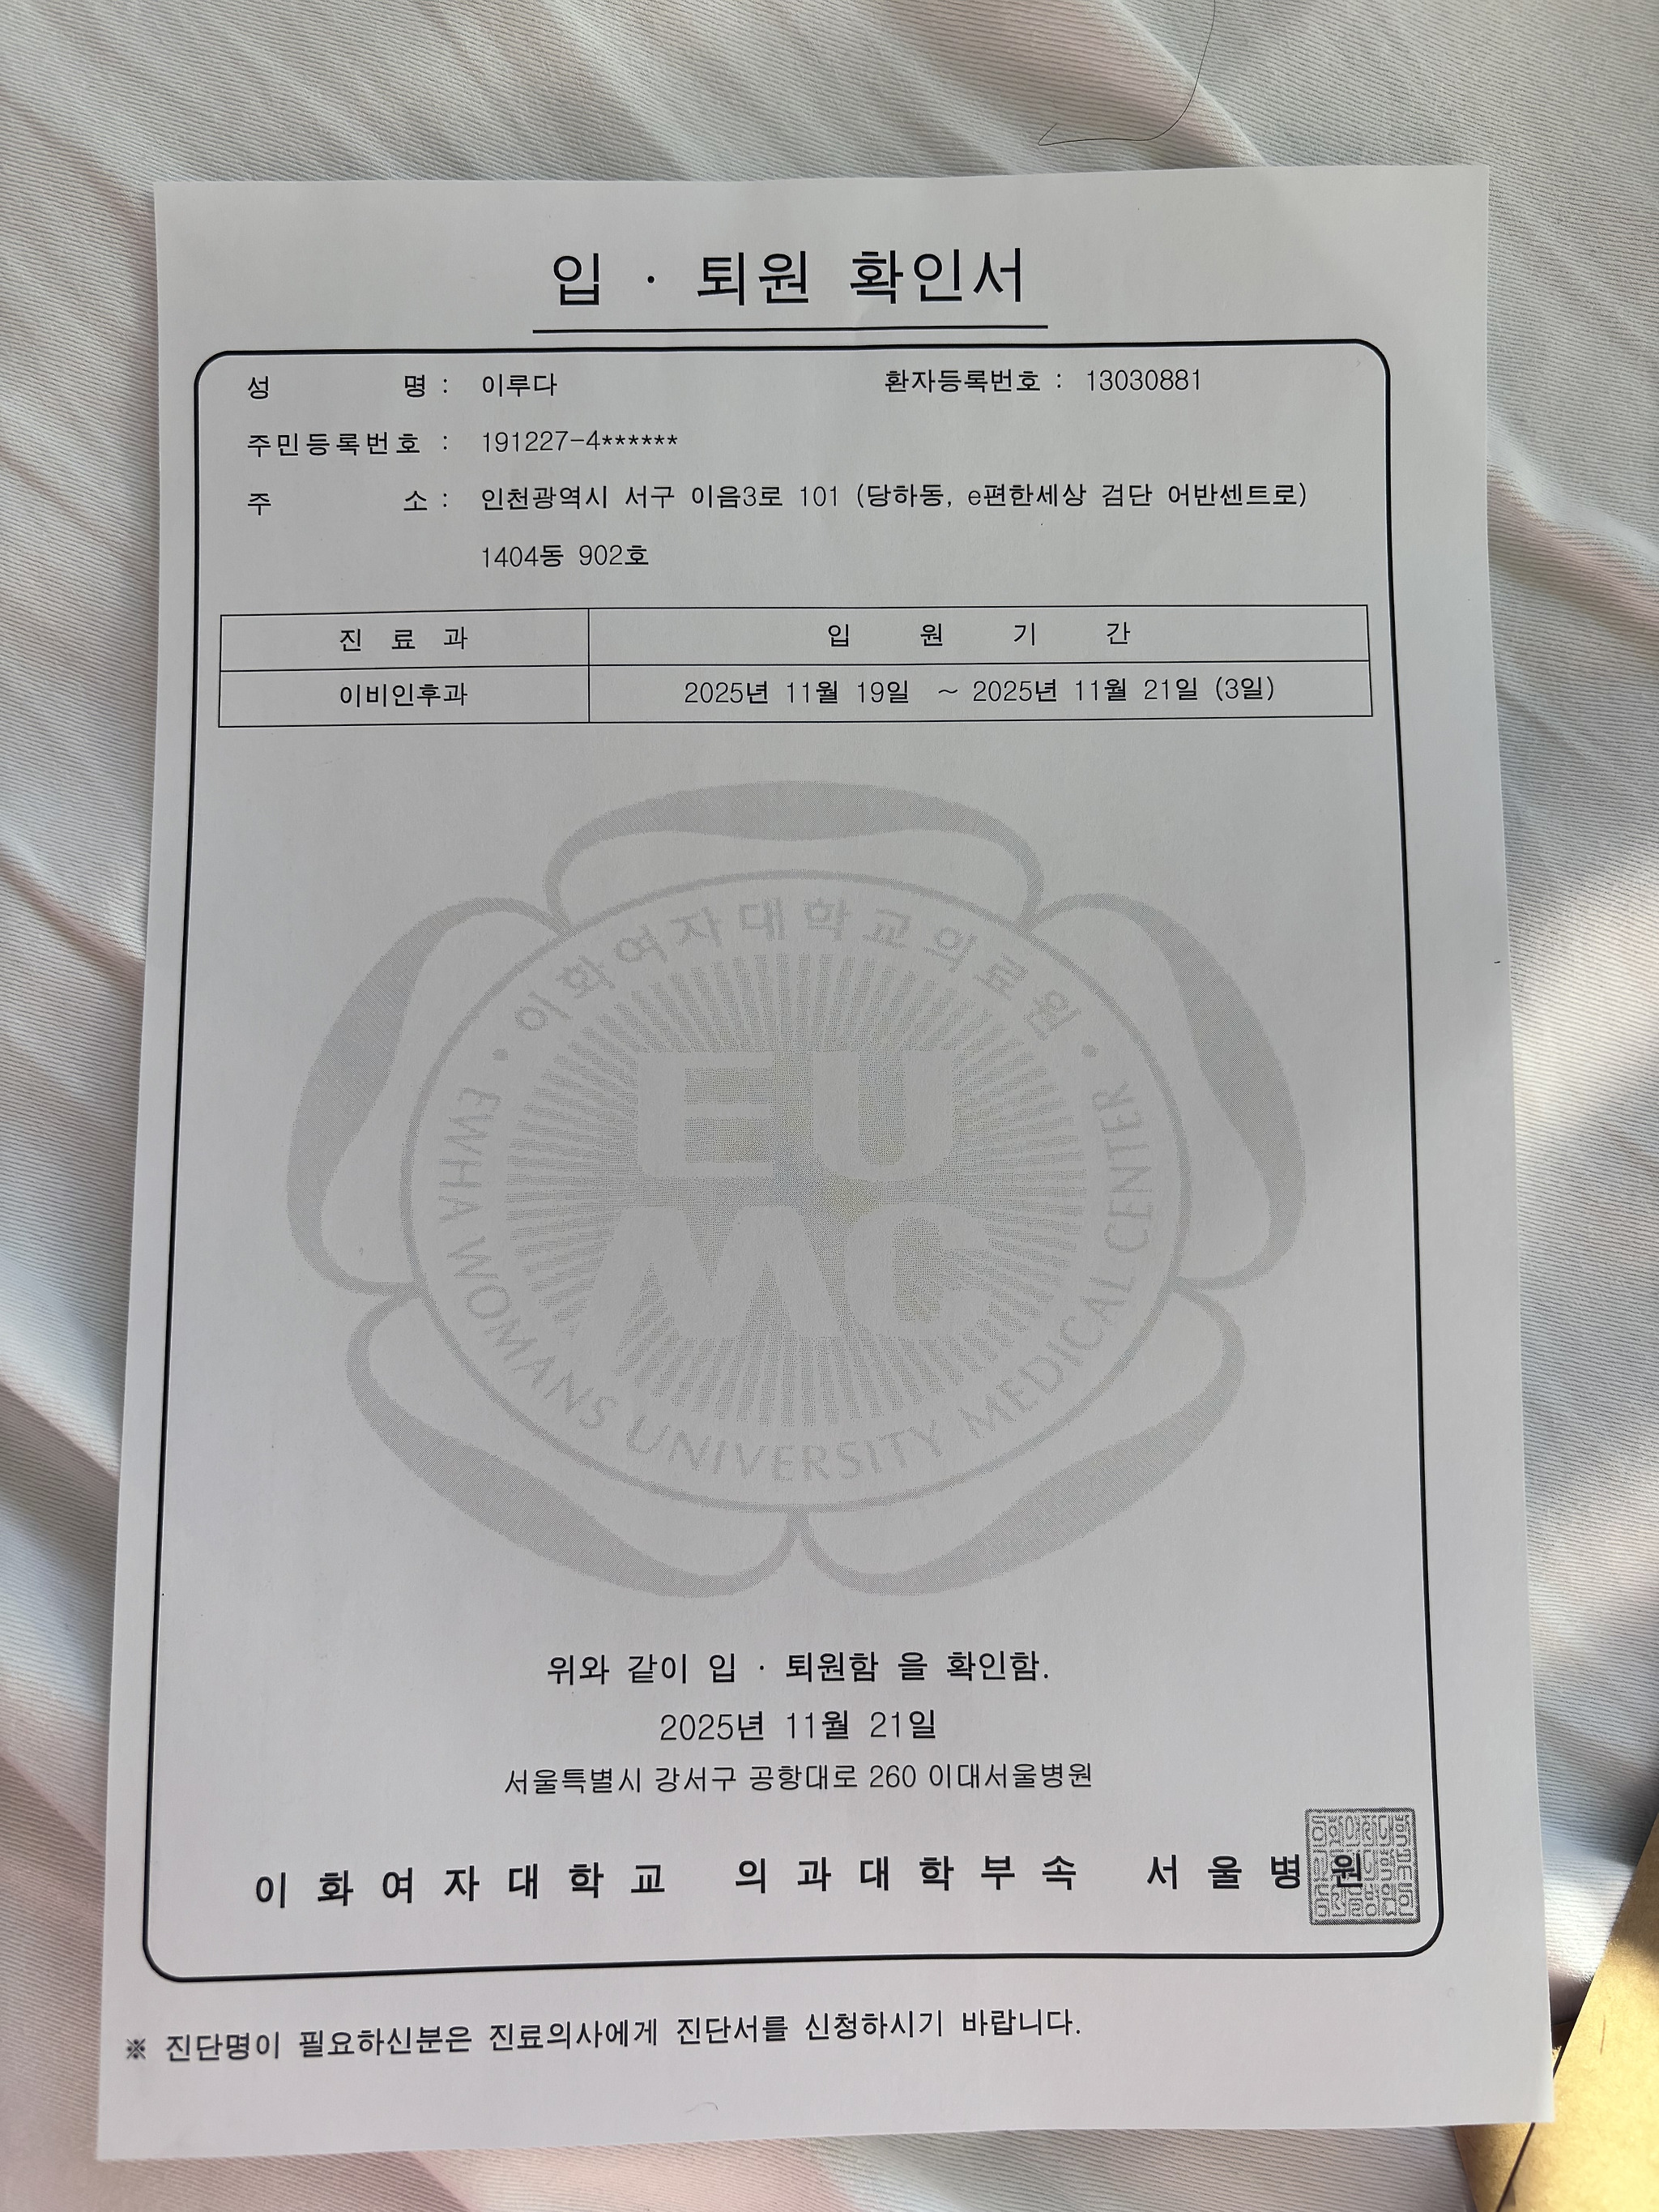 입 · 퇴원 확인서
성 명 : 이루다 환자등록번호 : 13030881
주민등록번호 : 191227-4******
주 소 : 인천광역시 서구 이음3로 101 (당하동, e편한세상 검단 어반센트로)
1404동 902호
진 료 과 입 원 기 간
이비인후과 2025년 11월 19일 ~ 2025년 11월 21일 (3일)
· 이화여자대학교의료원 ·
EU
MC
EWHA WOMANS UNIVERSITY MEDICAL CENTER
위와 같이 입 · 퇴원함 을 확인함.
2025년 11월 21일
서울특별시 강서구 공항대로 260 이대서울병원
이 화 여 자 대 학 교 의 과 대 학 부 속 서 울 병 원
※ 진단명이 필요하신분은 진료의사에게 진단서를 신청하시기 바랍니다.